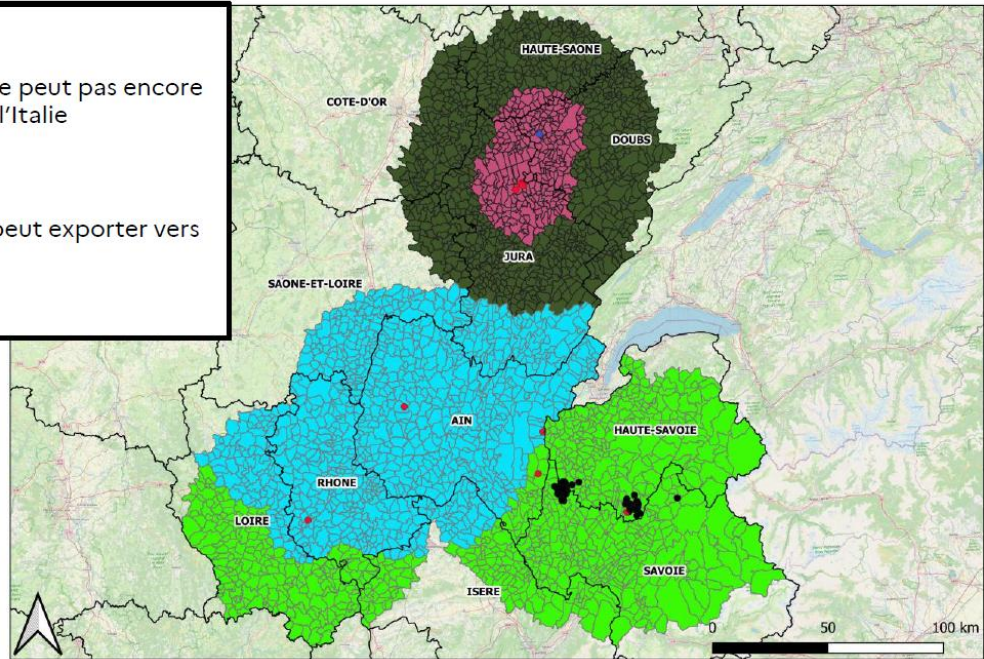 e peut pas encore
l'Italie
peut exporter vers
HAUTE-SAONE
COTE-D'OR
DOUBS
JURA
SAONE-ET-LOIRE
AIN
HAUTE-SAVOIE
RHONE
LOIRE
SAVOIE
ISERE
0 50 100 km